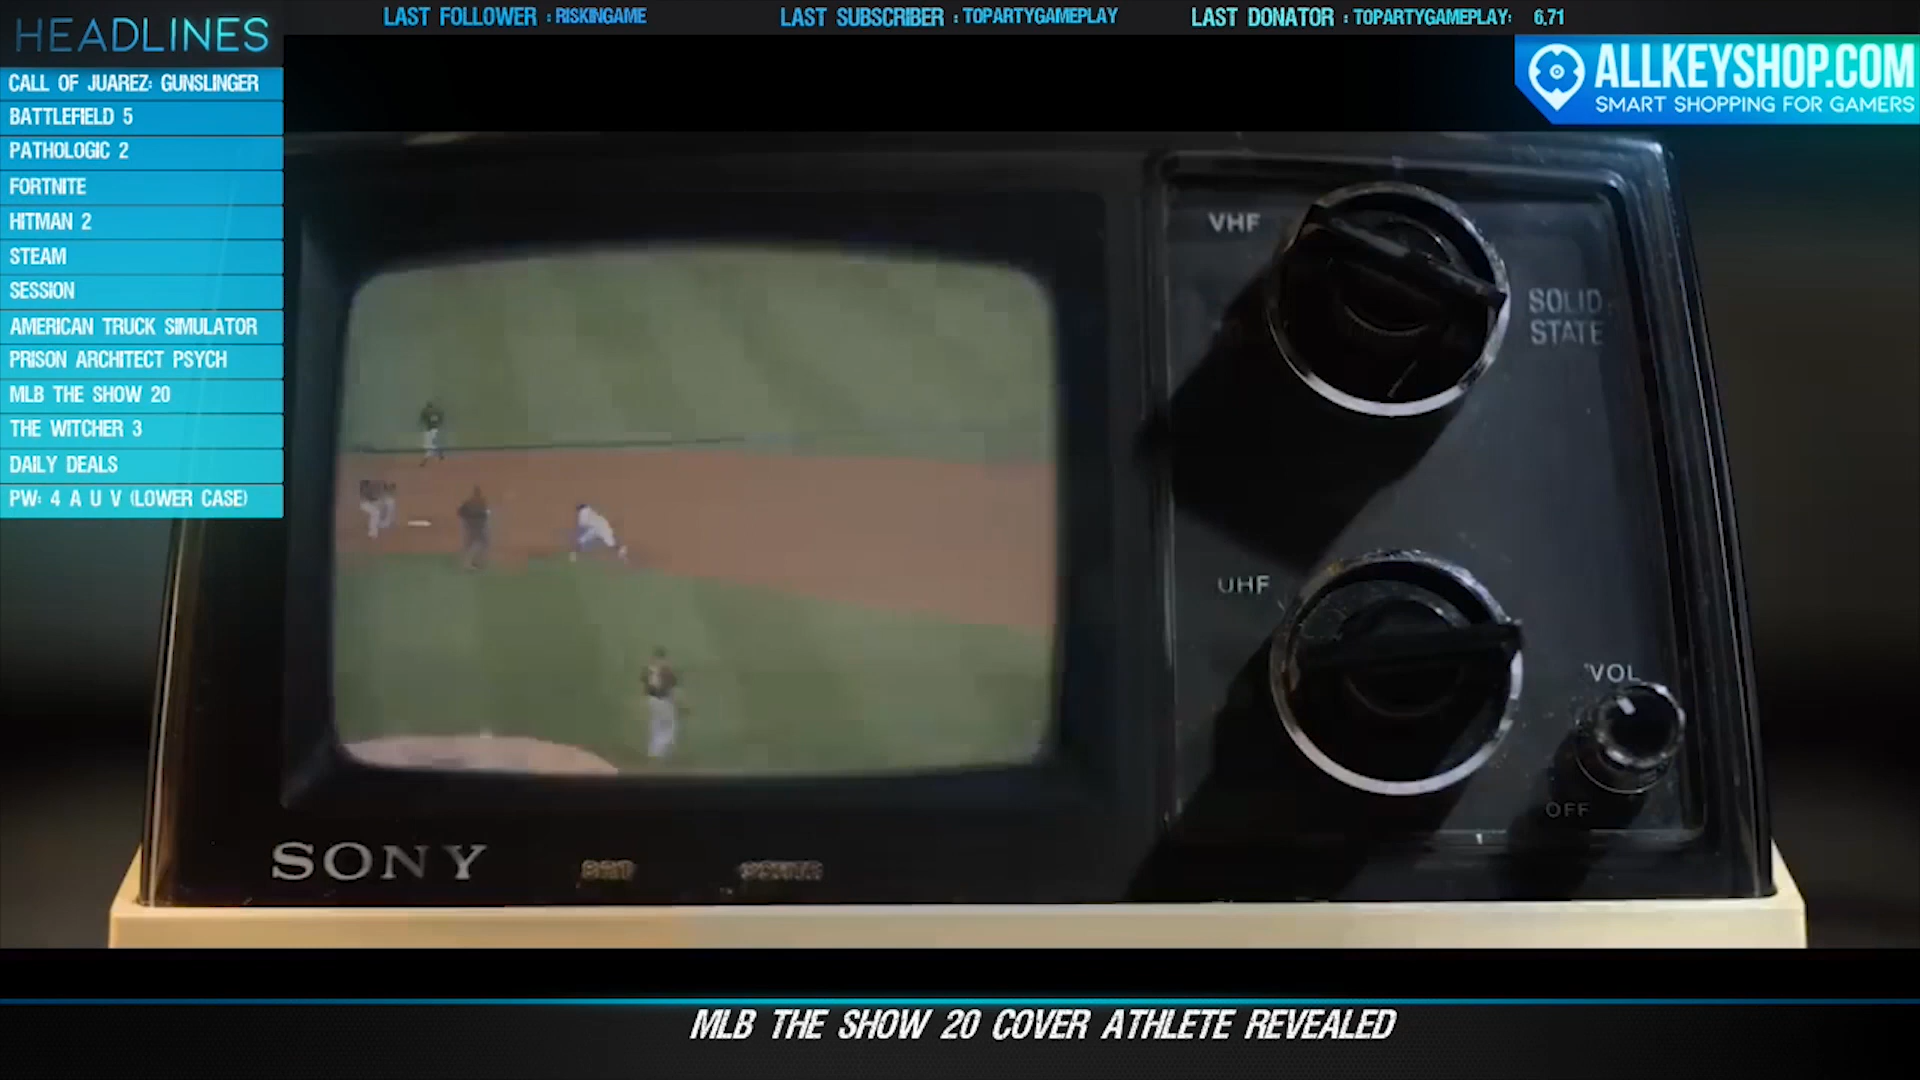 HEADLINES
LAST FOLLOWER : RISKINGAME
LAST SUBSCRIBER : TOPARTYGAMEPLAY
LAST DONATOR : TOPARTYGAMEPLAY: 6.71
ALLKEYSHOP.COM
SMART SHOPPING FOR GAMERS
CALL OF JUAREZ: GUNSLINGER
BATTLEFIELD 5
PATHOLOGIC 2
FORTNITE
HITMAN 2
STEAM
SESSION
AMERICAN TRUCK SIMULATOR
PRISON ARCHITECT PSYCH
MLB THE SHOW 20
THE WITCHER 3
DAILY DEALS
PW: 4 A U V (LOWER CASE)
VHF
SOLID
STATE
UHF
VOL
OFF
SONY
MLB THE SHOW 20 COVER ATHLETE REVEALED